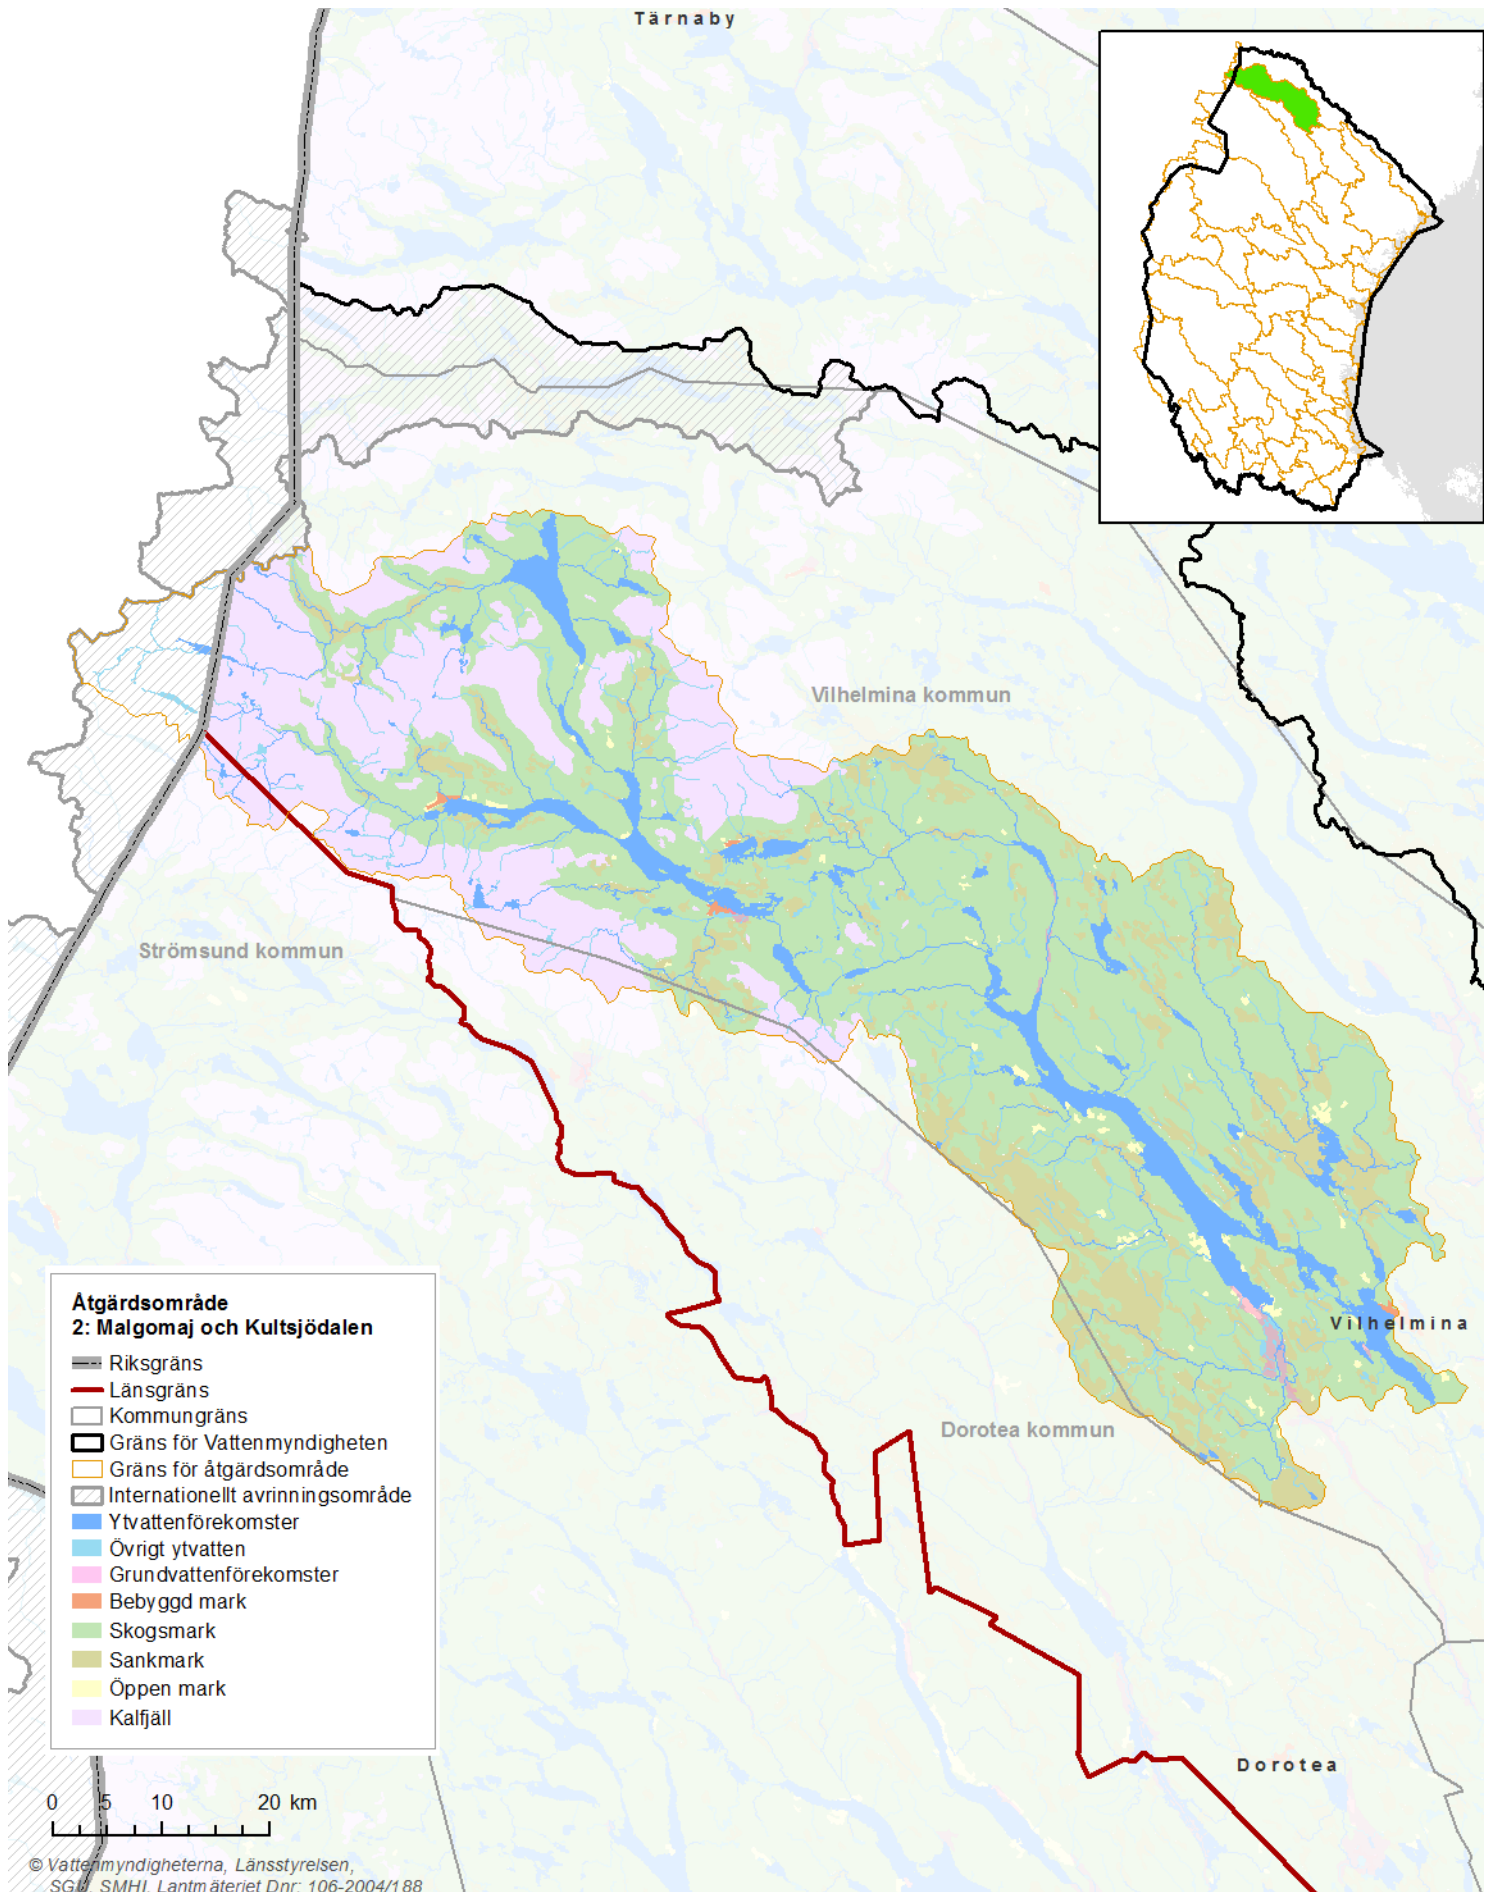 Tärnaby
Vilhelmina kommun
Strömsund kommun
Åtgärdsområde
2: Malgomaj och Kultsjödalen
Riksgräns
Länsgräns
Kommungräns
Gräns för Vattenmyndigheten
Gräns för åtgärdsområde
Internationellt avrinningsområde
Ytvattenförekomster
Övrigt ytvatten
Grundvattenförekomster
Bebyggd mark
Skogsmark
Sankmark
Öppen mark
Kalfjäll
Vilhelmina
Dorotea kommun
Dorotea
0 5 10 20 km
© Vattenmyndigheterna, Länsstyrelsen,
SGU, SMHI, Lantmäteriet Dnr: 106-2004/188